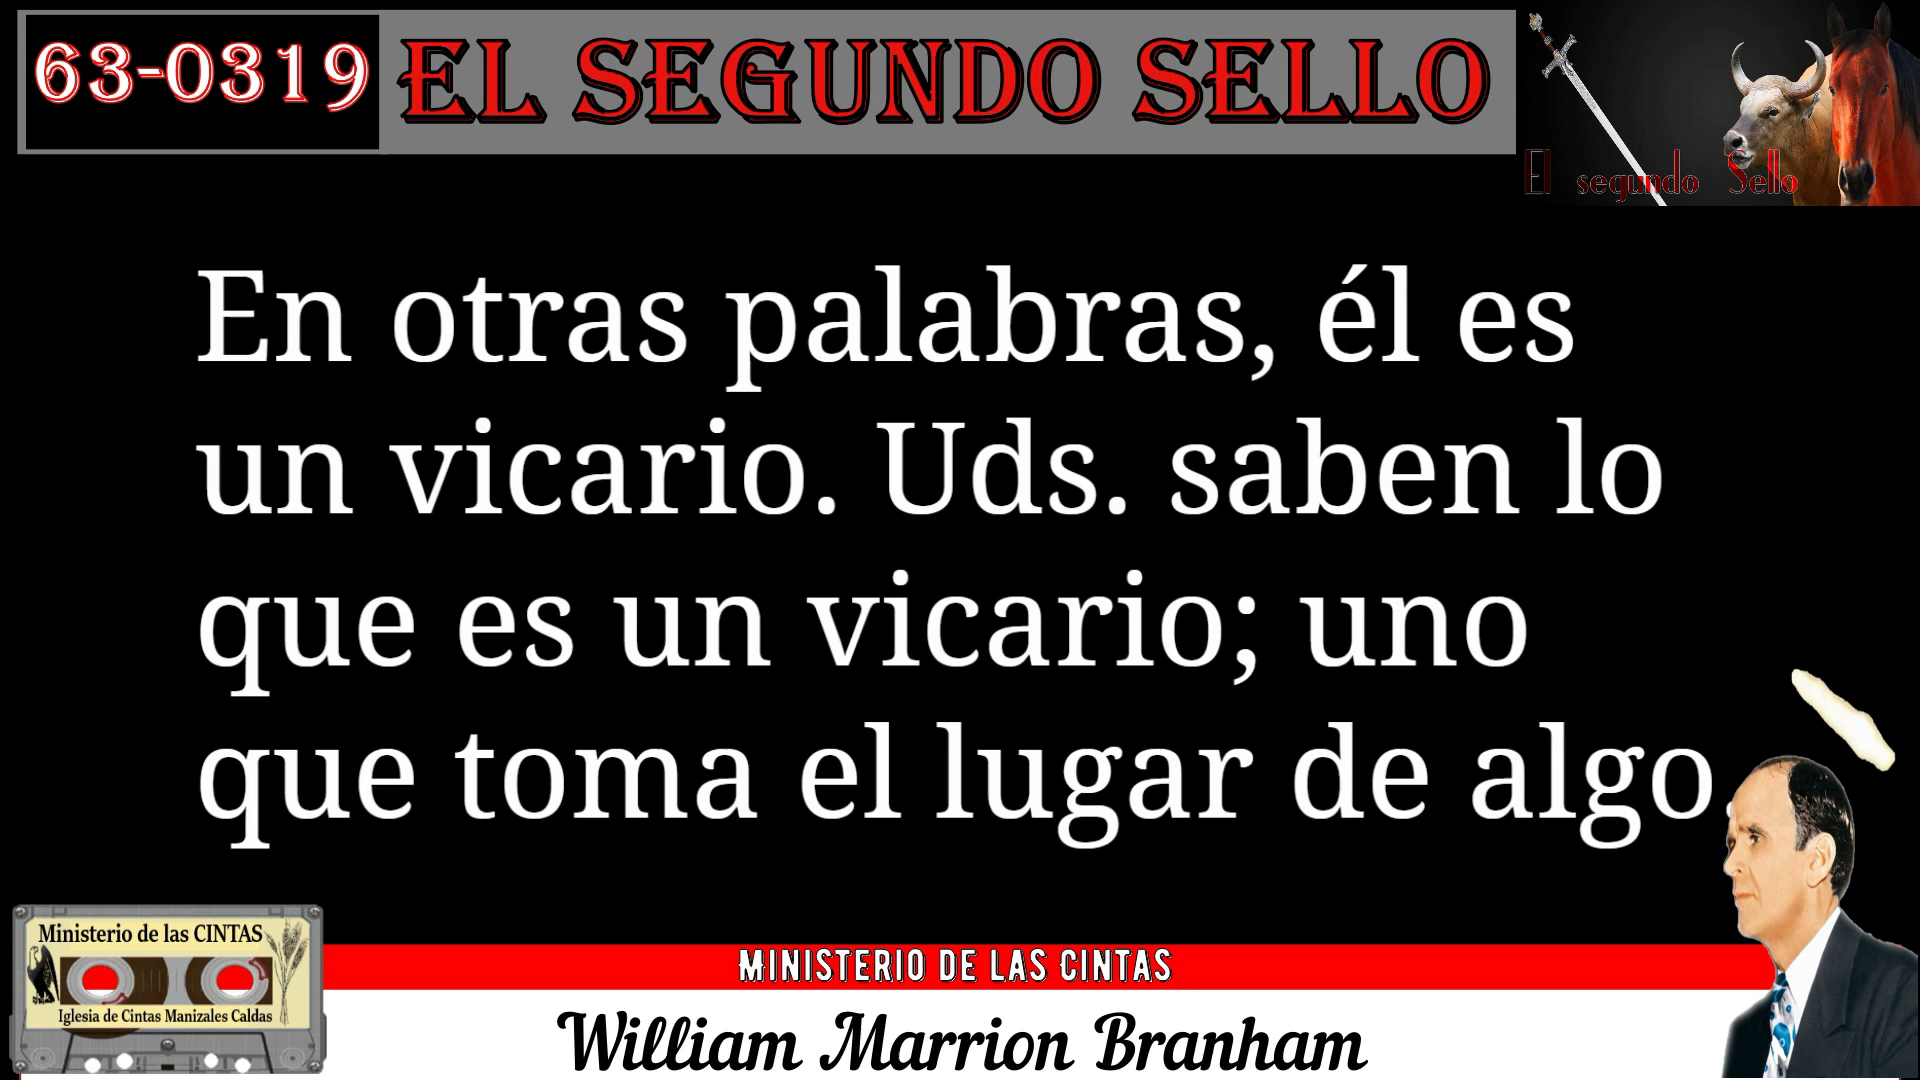 63-0319
EL SEGUNDO SELLO
El segundo Sello
En otras palabras, él es
un vicario. Uds. saben lo
que es un vicario; uno
que toma el lugar de algo.
Ministerio de las CINTAS
Iglesia de Cintas Manizales Caldas
MINISTERIO DE LAS CINTAS
William Marrion Branham